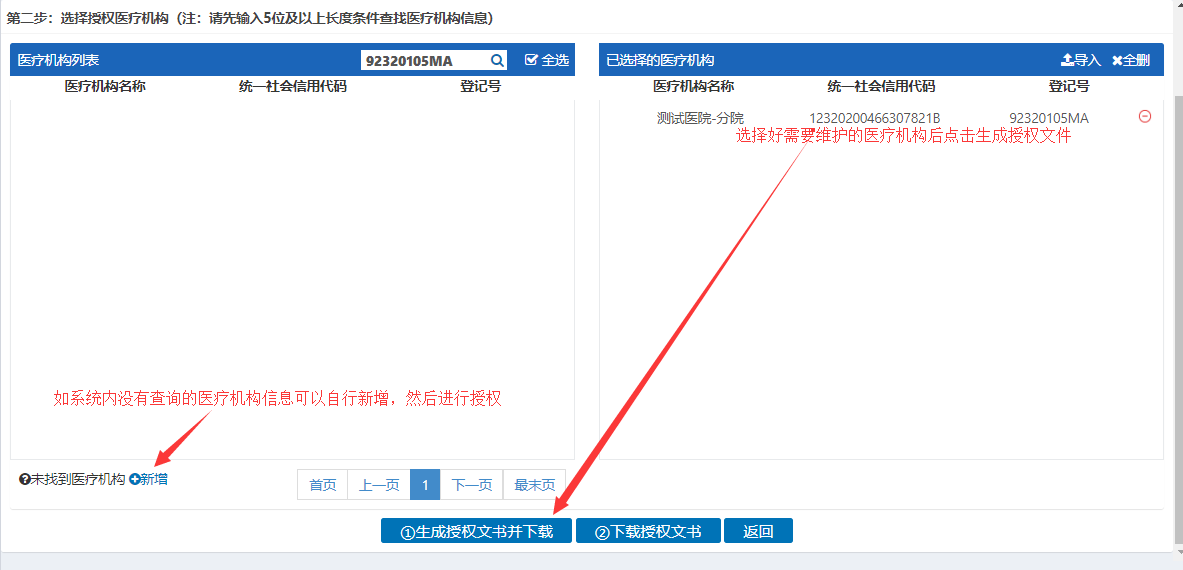 第二步：选择授权医疗机构（注：请先输入5位及以上长度条件查找医疗机构信息）
医疗机构列表 92320105MA 全选
已选择的医疗机构 导入 全删
医疗机构名称 统一社会信用代码 登记号
医疗机构名称 统一社会信用代码 登记号
测试医院-分院 12320200466307821B 92320105MA
选择好需要维护的医疗机构后点击生成授权文件
如系统内没有查询的医疗机构信息可以自行新增，然后进行授权
未找到医疗机构 新增
首页 上一页 1 下一页 最末页
①生成授权文书并下载 ②下载授权文书 返回